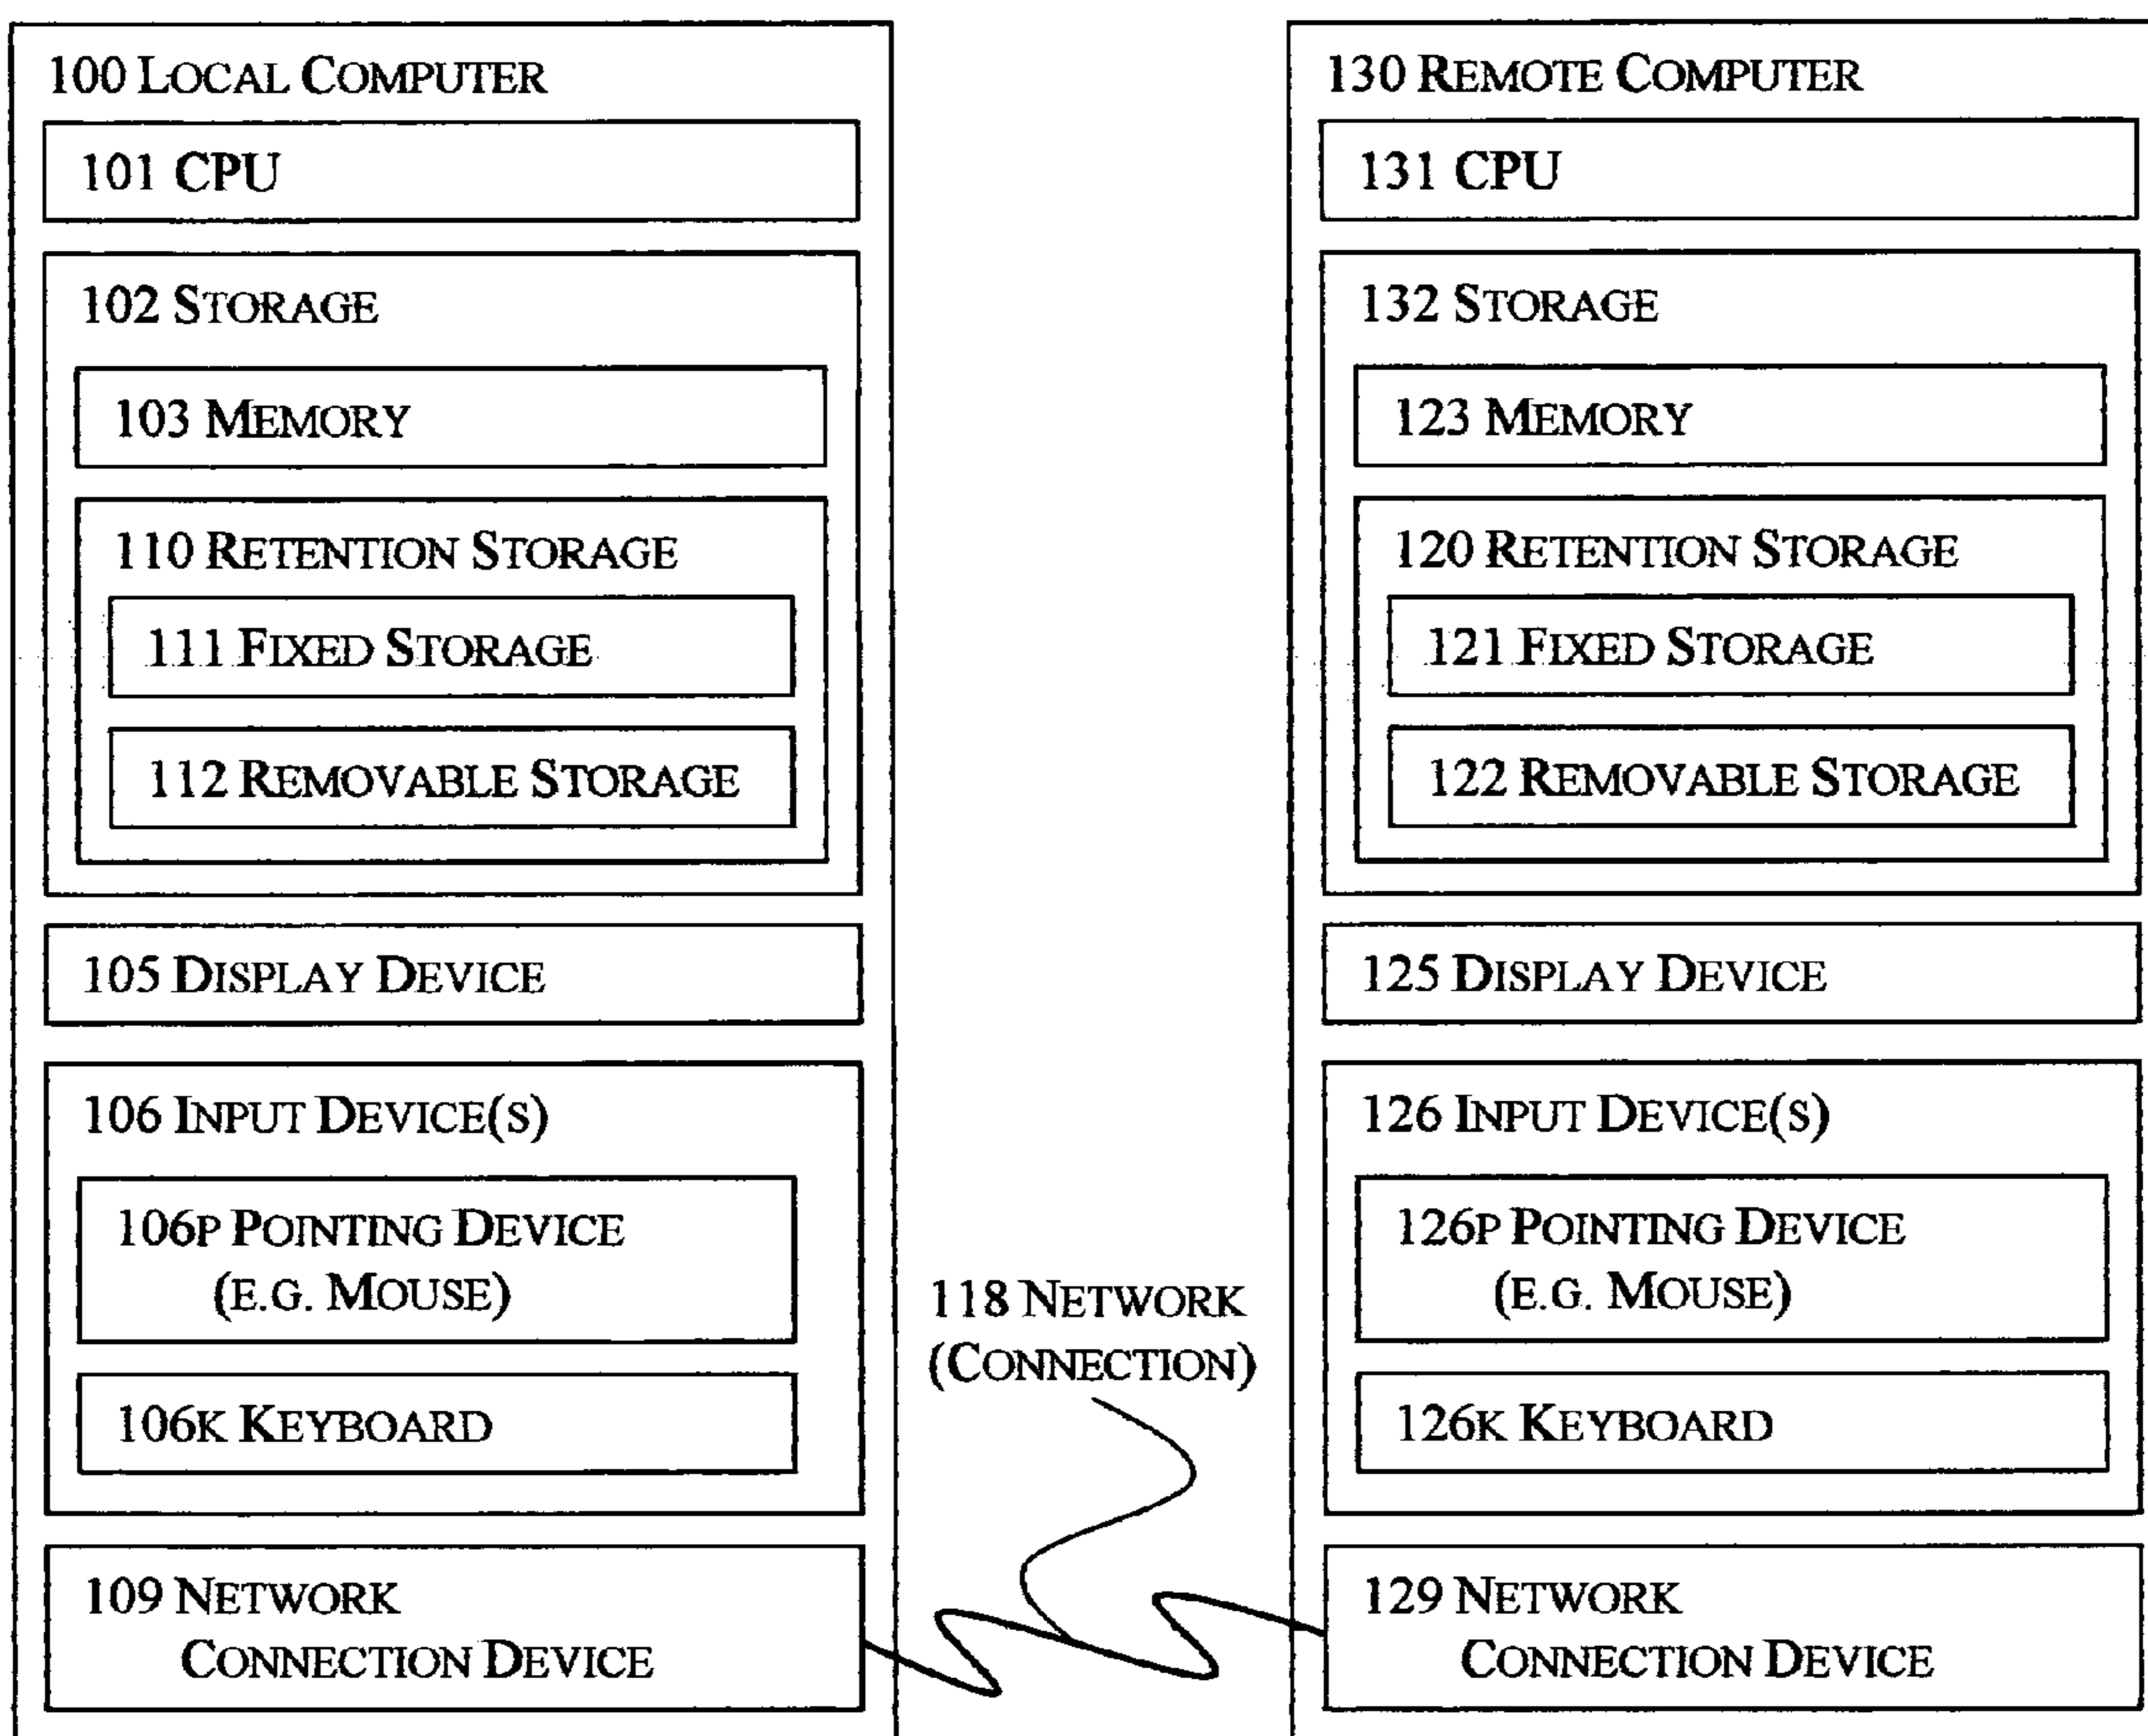 100 LOCAL COMPUTER
101 CPU
102 STORAGE
103 MEMORY
110 RETENTION STORAGE
111 FIXED STORAGE
112 REMOVABLE STORAGE
105 DISPLAY DEVICE
106 INPUT DEVICE(S)
106P POINTING DEVICE
(E.G. MOUSE)
106K KEYBOARD
109 NETWORK
CONNECTION DEVICE
118 NETWORK
(CONNECTION)
130 REMOTE COMPUTER
131 CPU
132 STORAGE
123 MEMORY
120 RETENTION STORAGE
121 FIXED STORAGE
122 REMOVABLE STORAGE
125 DISPLAY DEVICE
126 INPUT DEVICE(S)
126P POINTING DEVICE
(E.G. MOUSE)
126K KEYBOARD
129 NETWORK
CONNECTION DEVICE